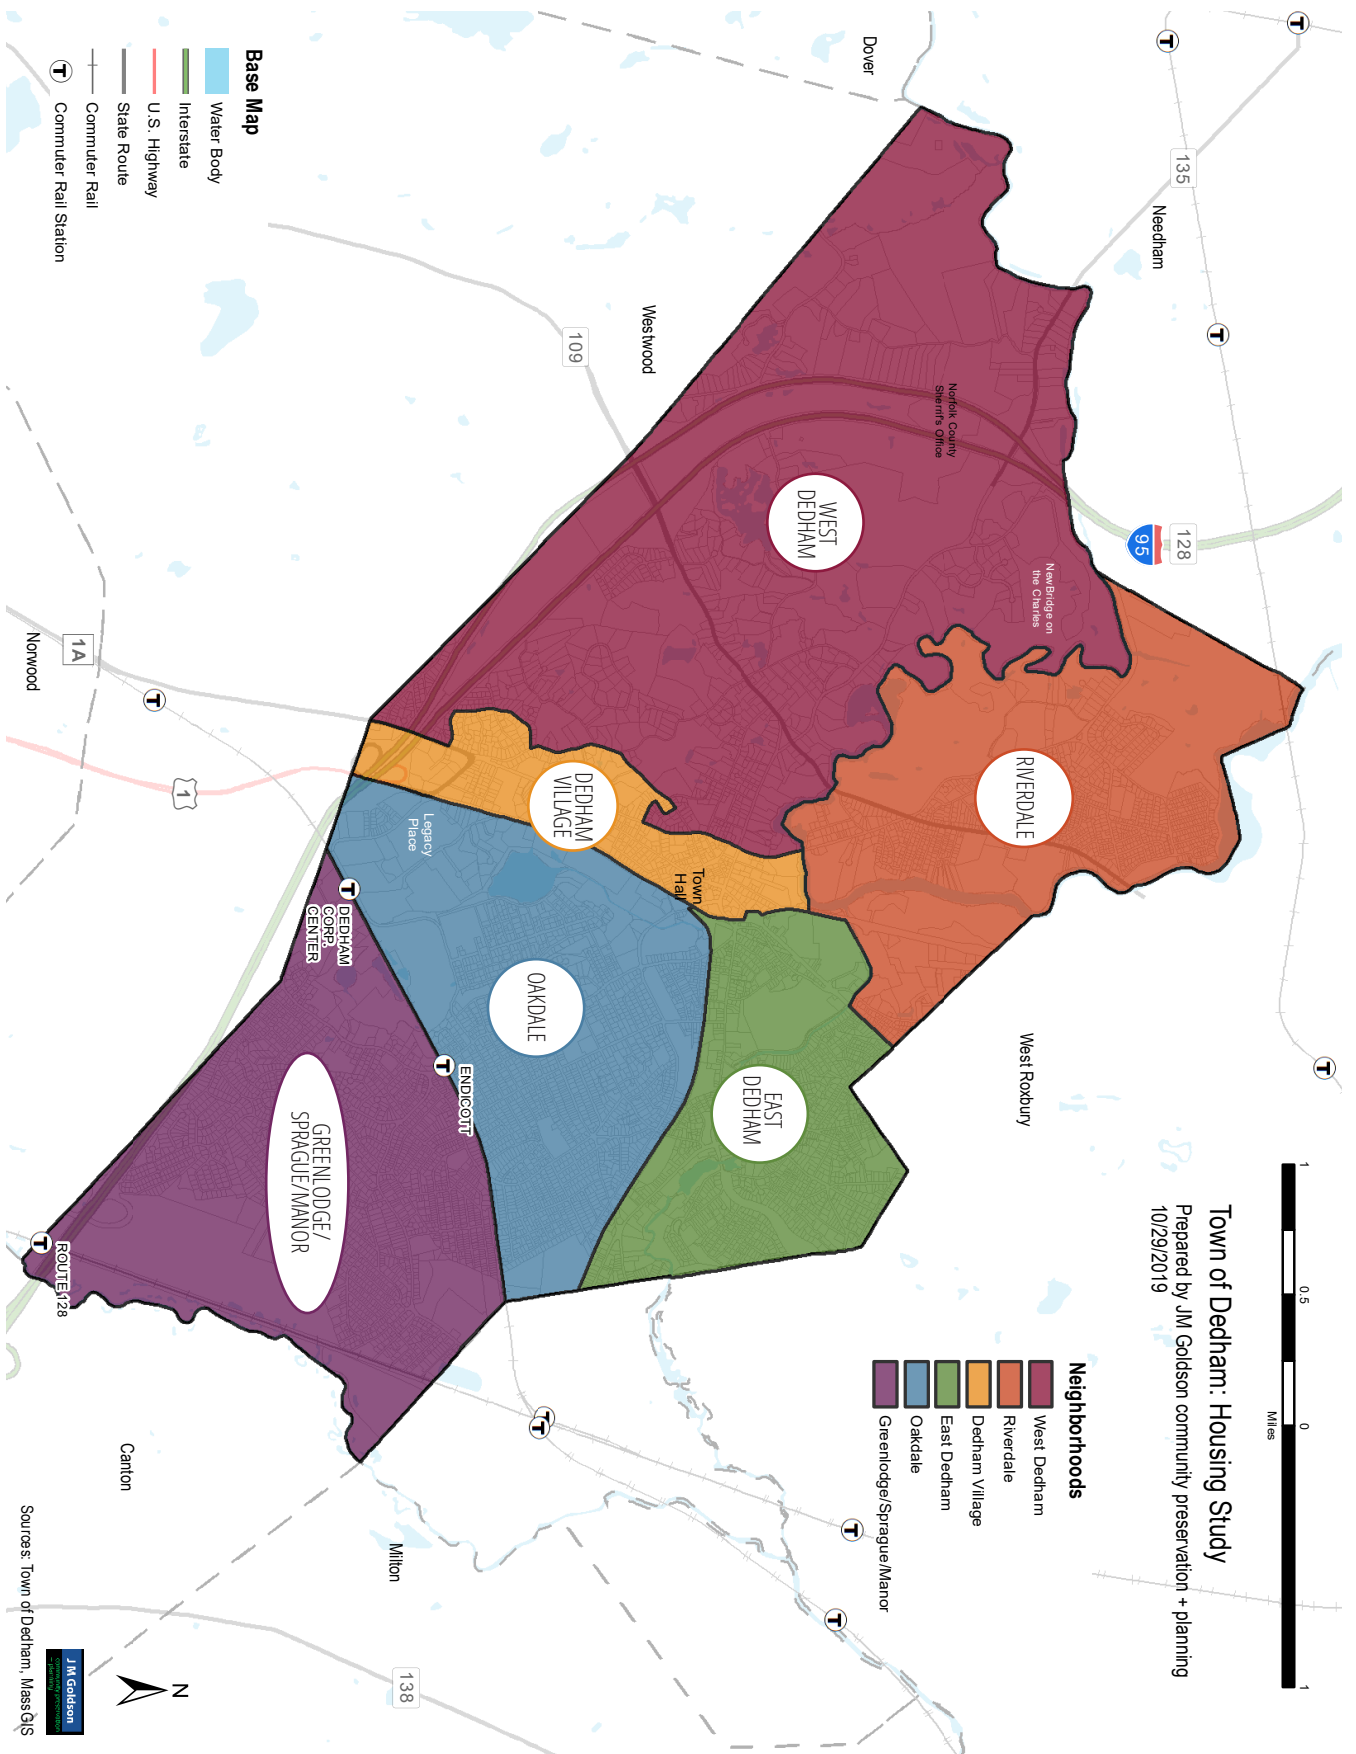 Town of Dedham: Housing Study
Prepared by JM Goldson community preservation + planning
10/29/2019
1
0.5
0
1
Miles
Neighborhoods
West Dedham
Riverdale
Dedham Village
East Dedham
Oakdale
Greenlodge/Sprague/Manor
Base Map
Water Body
Interstate
U.S. Highway
State Route
Commuter Rail
T
Commuter Rail Station
Dover
Needham
Westwood
Norwood
West Roxbury
Canton
Milton
135
109
128
95
1A
1
138
Norfolk County
Sherrif's Office
NewBridge on
the Charles
WEST
DEDHAM
RIVERDALE
DEDHAM
VILLAGE
Town
Hall
Legacy
Place
OAKDALE
EAST
DEDHAM
GREENLODGE/
SPRAGUE/MANOR
T
DEDHAM
CORP.
CENTER
T
ENDICOTT
T
ROUTE 128
T
T
T
T
T
T
T
T
T
N
JM Goldson
community preservation
+ planning
Sources: Town of Dedham, MassGIS